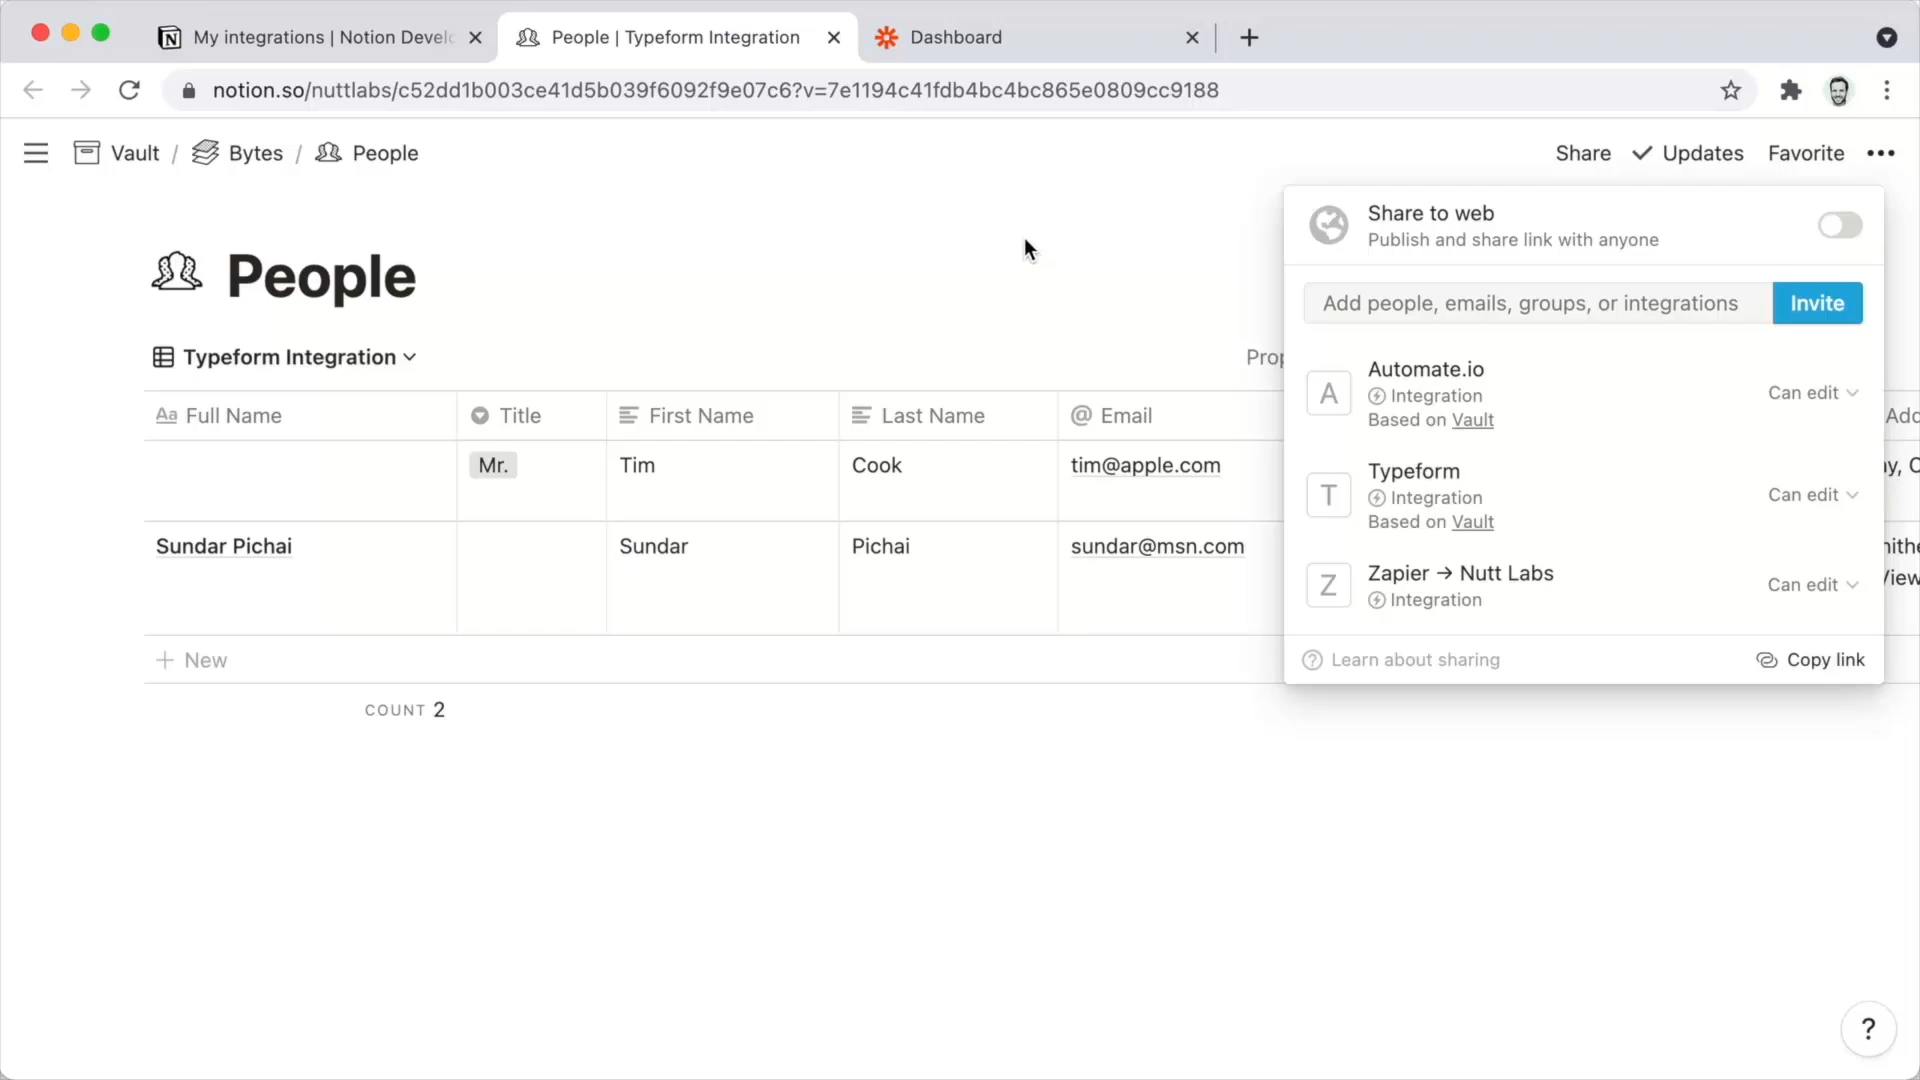 My integrations | Notion Develo
People | Typeform Integration
Dashboard
notion.so/nuttlabs/c52dd1b003ce41d5b039f6092f9e07c6?v=7e1194c41fdb4bc4bc865e0809cc9188
Vault / Bytes / People
Share Updates Favorite
People
Typeform Integration
Prop
Aa Full Name Title First Name Last Name @ Email Add
Mr. Tim Cook tim@apple.com
Sundar Pichai Sundar Pichai sundar@msn.com
+ New
COUNT 2
Share to web
Publish and share link with anyone
Add people, emails, groups, or integrations Invite
A
Automate.io
Integration
Based on Vault
Can edit
T
Typeform
Integration
Based on Vault
Can edit
Z
Zapier → Nutt Labs
Integration
Can edit
? Learn about sharing
Copy link
?